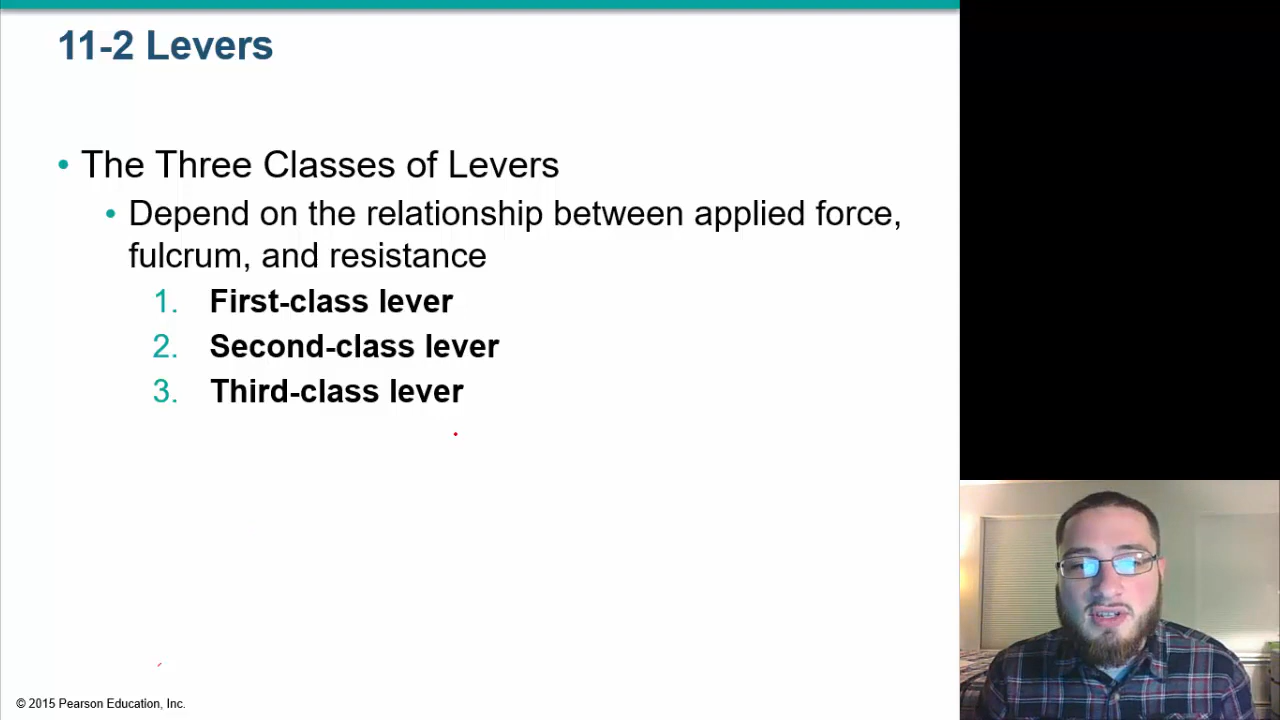 11-2 Levers
• The Three Classes of Levers
• Depend on the relationship between applied force,
fulcrum, and resistance
1. First-class lever
2. Second-class lever
3. Third-class lever
© 2015 Pearson Education, Inc.